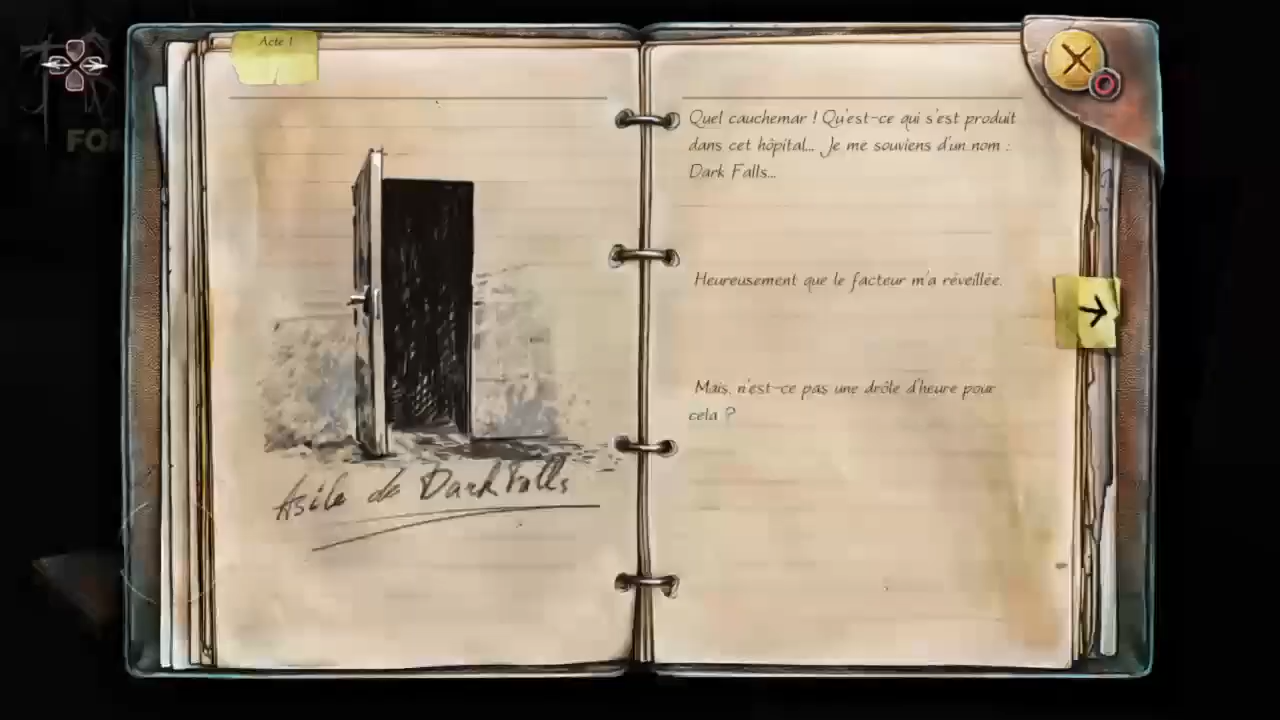 Acte 1
FOR
Asile de Dark Falls
Quel cauchemar ! Qu'est-ce qui s'est produit
dans cet hôpital... Je me souviens d'un nom :
Dark Falls...
Heureusement que le facteur m'a réveillée.
Mais, n'est-ce pas une drôle d'heure pour
cela ?